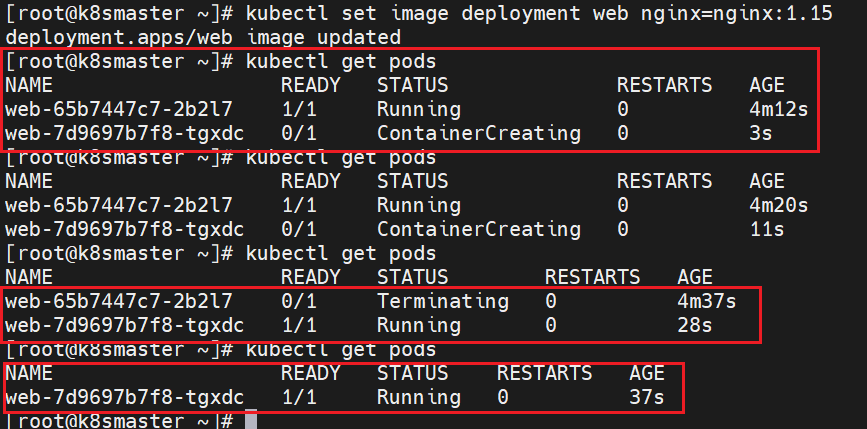 [root@k8smaster ~]# kubectl set image deployment web nginx=nginx:1.15
deployment.apps/web image updated
[root@k8smaster ~]# kubectl get pods
NAME READY STATUS RESTARTS AGE
web-65b7447c7-2b2l7 1/1 Running 0 4m12s
web-7d9697b7f8-tgxdc 0/1 ContainerCreating 0 3s
[root@k8smaster ~]# kubectl get pods
NAME READY STATUS RESTARTS AGE
web-65b7447c7-2b2l7 1/1 Running 0 4m20s
web-7d9697b7f8-tgxdc 0/1 ContainerCreating 0 11s
[root@k8smaster ~]# kubectl get pods
NAME READY STATUS RESTARTS AGE
web-65b7447c7-2b2l7 0/1 Terminating 0 4m37s
web-7d9697b7f8-tgxdc 1/1 Running 0 28s
[root@k8smaster ~]# kubectl get pods
NAME READY STATUS RESTARTS AGE
web-7d9697b7f8-tgxdc 1/1 Running 0 37s
[root@k8smaster ~]#